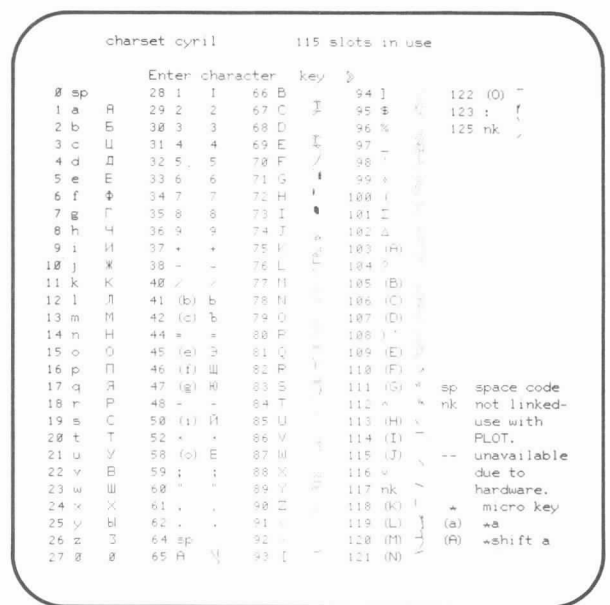 charset cyril 115 slots in use
Enter character key
0 sp 28 1 1 66 B 94 ] 122 (O)
1 a А 29 2 2 67 C 95 $ 123 :
2 b Б 30 3 3 68 D 96 % 125 nk
3 c Ц 31 4 4 69 E 97 _
4 d Д 32 5 5 70 F 98 '
5 e Е 33 6 6 71 G 99
6 f Ф 34 7 7 72 H 100 (
7 g Г 35 8 8 73 I 101 Σ
8 h Ч 36 9 9 74 J 102 Δ
9 i И 37 + + 75 K 103 (A)
10 j Ж 38 - - 76 L 104 ?
11 k К 40 / / 77 M 105 (B)
12 l Л 41 (b) Ь 78 N 106 (C)
13 m М 42 (c) Ъ 79 O 107 (D)
14 n Н 44 = = 80 P 108 )
15 o О 45 (e) Э 81 Q 109 (E)
16 p П 46 (f) Щ 82 R 110 (F)
17 q Я 47 (g) Ю 83 S 111 (G) sp space code
18 r Р 48 -- 84 T 112 nk not linked-
19 s С 50 (i) Й 85 U 113 (H) use with
20 t Т 52 86 V 114 (I) PLOT.
21 u У 58 (o) Е 87 W 115 (J) -- unavailable
22 v В 59 ; ; 88 X 116 due to
23 w Ш 60 " " 89 Y 117 nk hardware.
24 x Х 61 , , 90 Z 118 (K) * micro key
25 y Ы 62 . . 91 119 (L) (a) *a
26 z З 64 sp 92 120 (M) (A) *shift a
27 0 0 65 A 93 [ 121 (N)